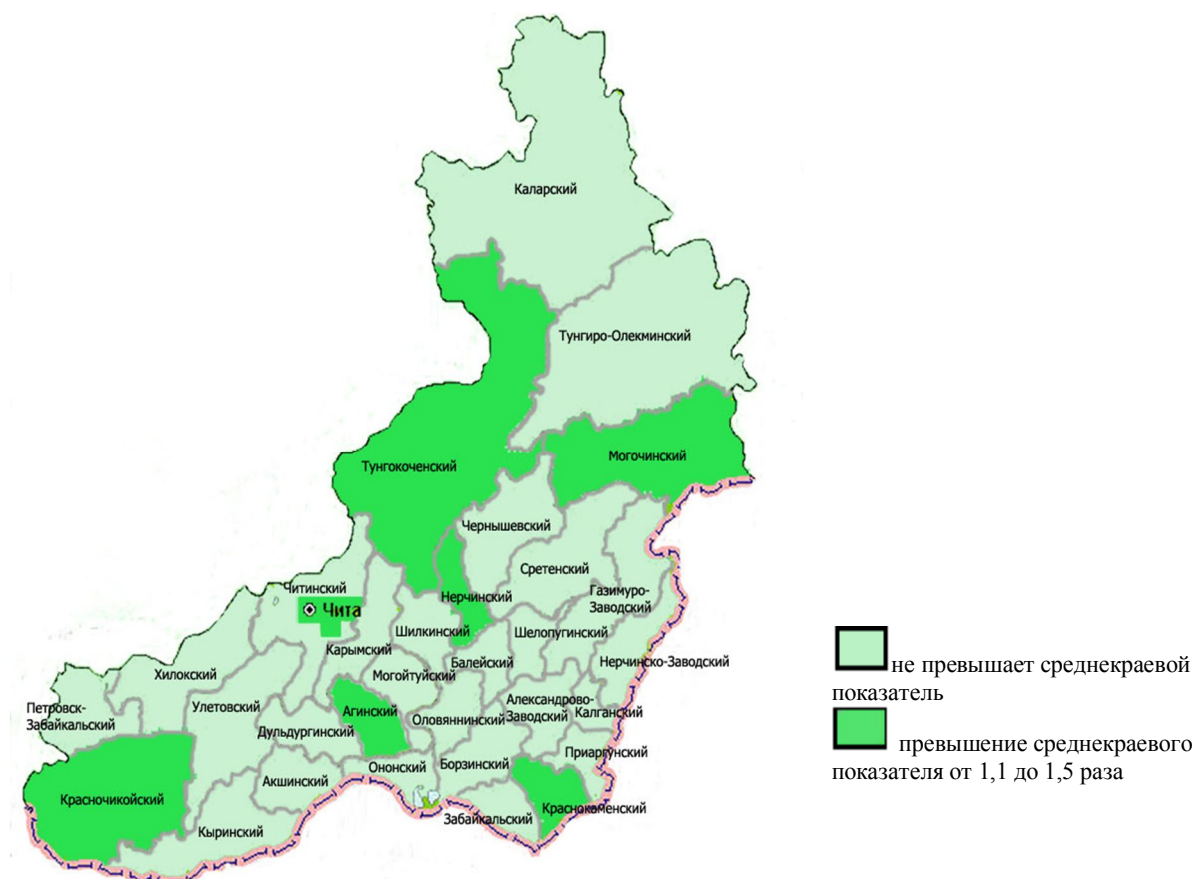 Каларский
Тунгиро-Олекминский
Тунгокоченский
Могочинский
Чернышевский
Сретенский
Читинский
Чита
Нерчинский
Газимуро-
Заводский
Шилкинский
Шелопугинский
Карымский
Балейский
Нерчинско-Заводский
Хилокский
Могойтуйский
Петровск-
Забайкальский
Улетовский
Агинский
Александрово-
Заводский
Калганский
Оловяннинский
Дульдургинский
Приаргунский
Ононский
Борзинский
Акшинский
Красночикойский
Краснокаменский
Забайкальский
Кыринский
не превышает среднекраевой
показатель
превышение среднекраевого
показателя от 1,1 до 1,5 раза